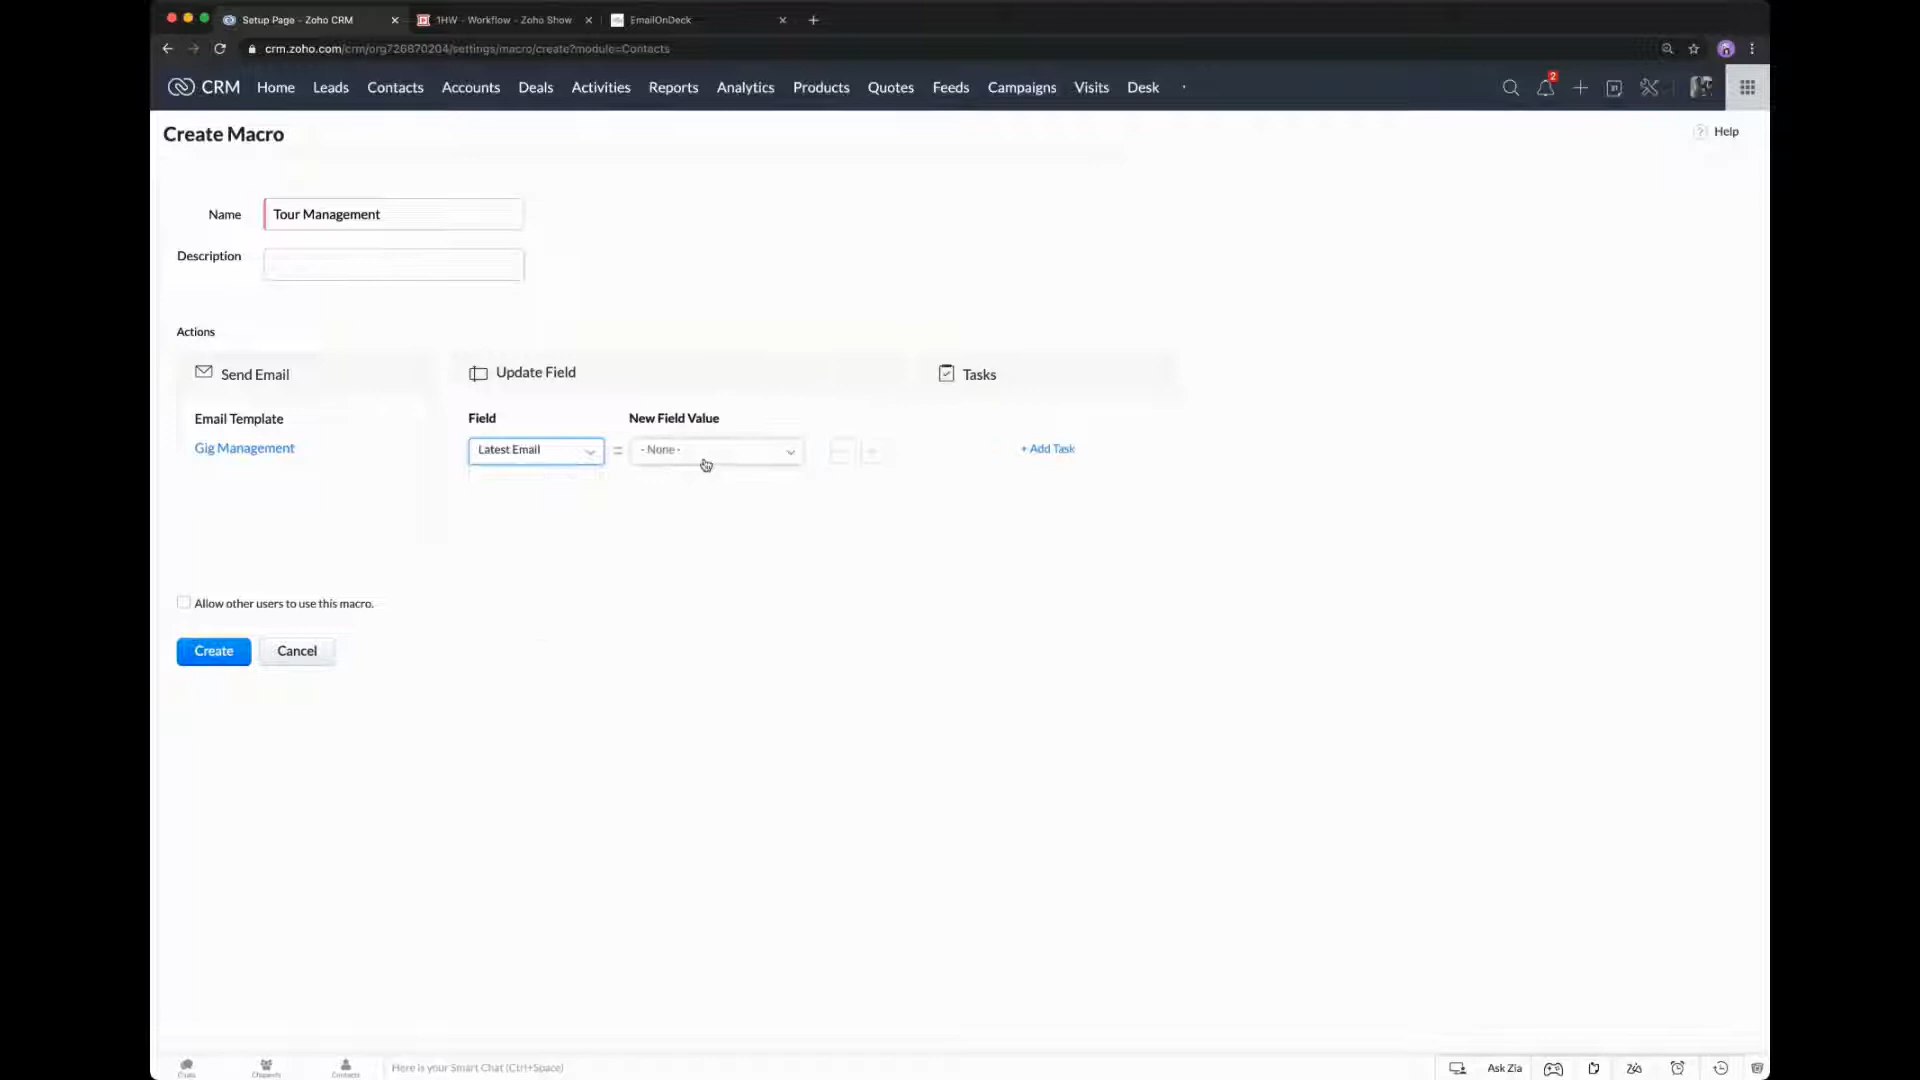 Setup Page - Zoho CRM
1HW - Workflow - Zoho Show
EmailOnDeck
crm.zoho.com/crm/org726870204/settings/macro/create?module=Contacts
CRM Home Leads Contacts Accounts Deals Activities Reports Analytics Products Quotes Feeds Campaigns Visits Desk
2
Create Macro
Help
Name
Tour Management
Description
Actions
Send Email
Update Field
Tasks
Email Template
Field
New Field Value
Gig Management
Latest Email
=
- None -
+ Add Task
Allow other users to use this macro.
Create
Cancel
Chats
Channels
Contacts
Here is your Smart Chat (Ctrl+Space)
Ask Zia